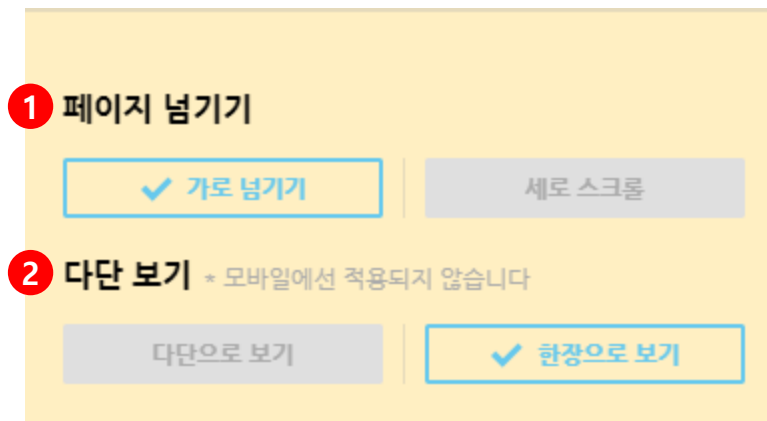 1 페이지 넘기기
✔ 가로 넘기기 세로 스크롤
2 다단 보기 * 모바일에선 적용되지 않습니다
다단으로 보기 ✔ 한장으로 보기